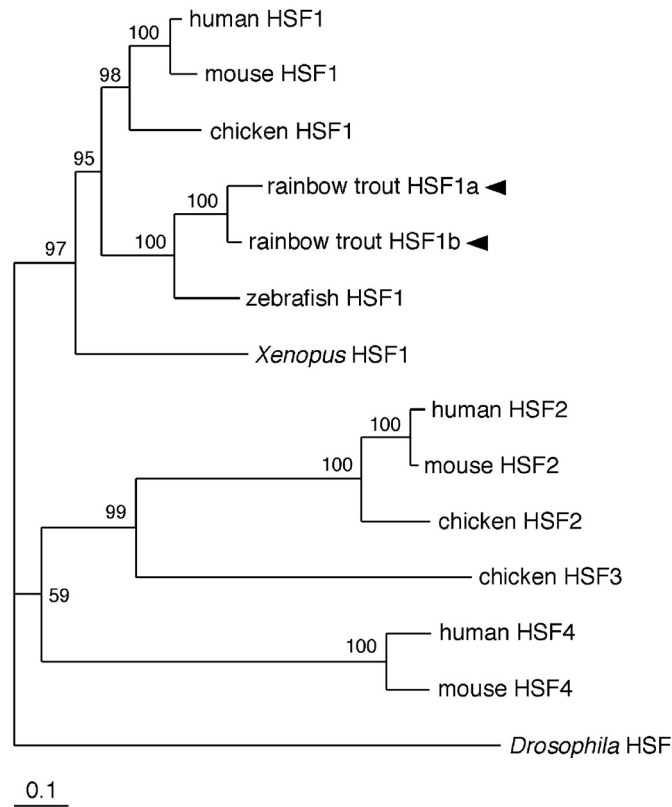 human HSF1
100
mouse HSF1
98
chicken HSF1
95
rainbow trout HSF1a
100
rainbow trout HSF1b
100
97
zebrafish HSF1
Xenopus HSF1
human HSF2
100
mouse HSF2
100
chicken HSF2
99
chicken HSF3
59
human HSF4
100
mouse HSF4
Drosophila HSF
0.1